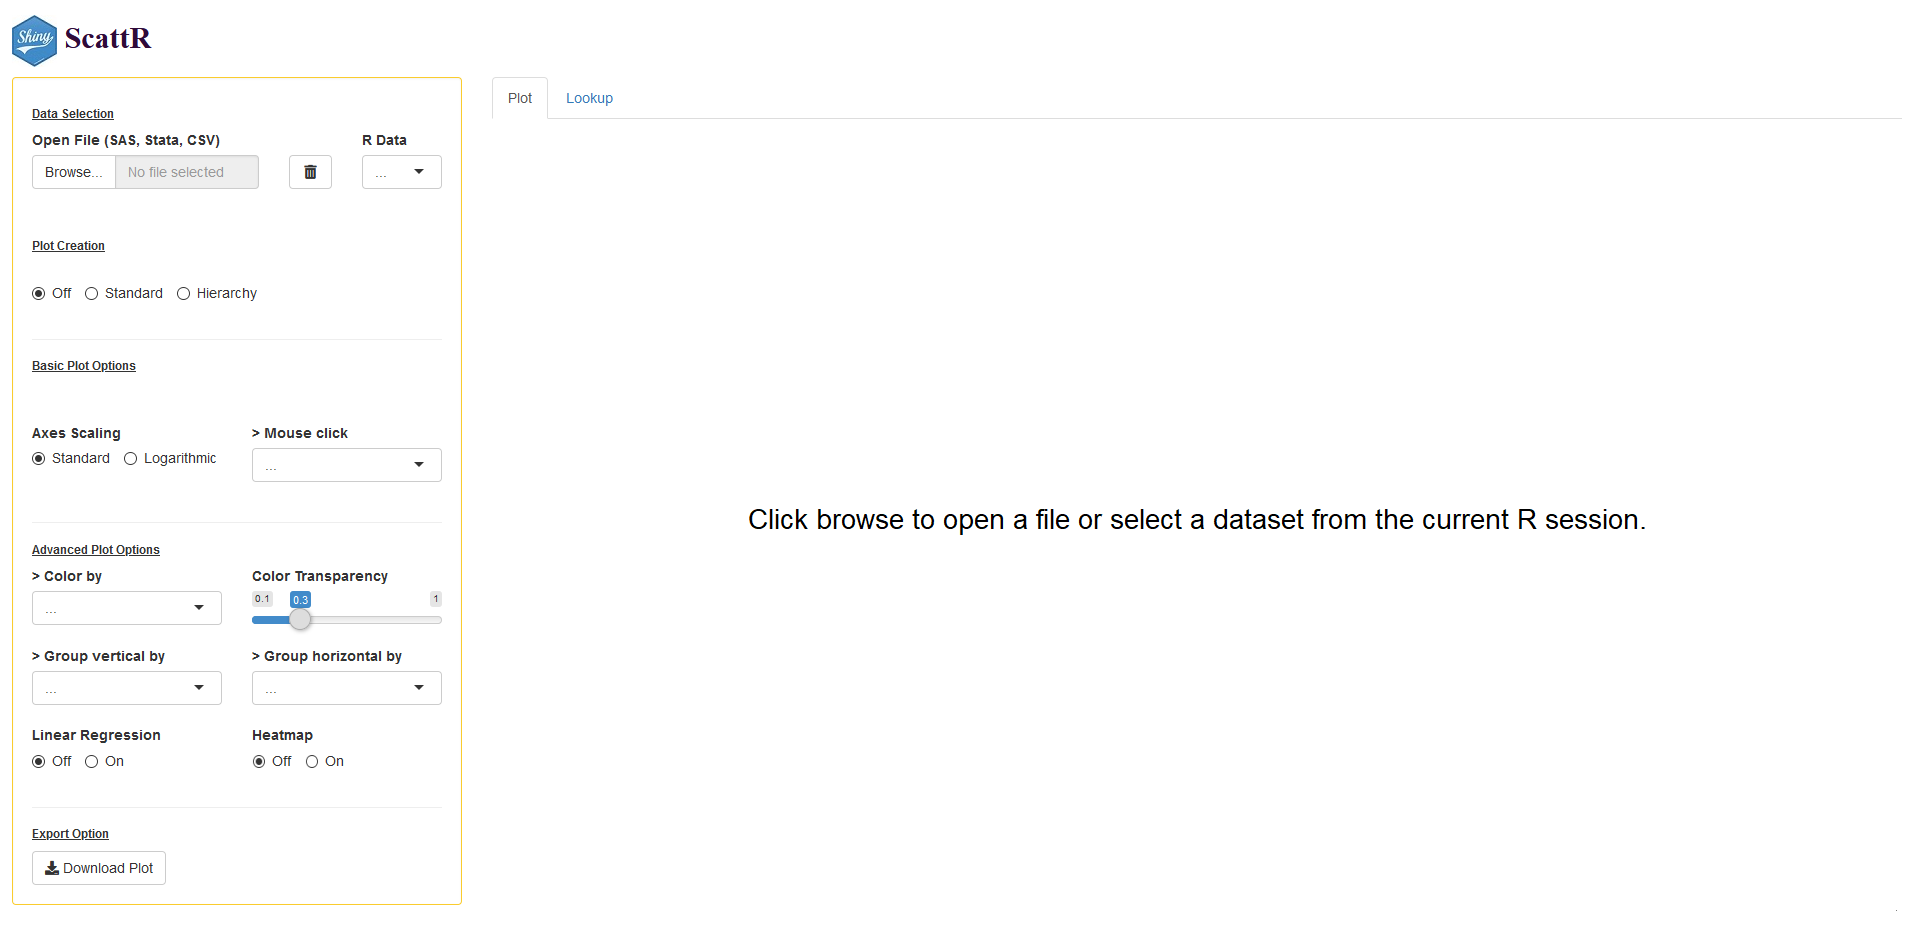 Shiny
ScattR
Plot
Lookup
Data Selection
Open File (SAS, Stata, CSV)
R Data
Browse...
No file selected
...
Plot Creation
Off
Standard
Hierarchy
Basic Plot Options
Axes Scaling
> Mouse click
Standard
Logarithmic
...
Click browse to open a file or select a dataset from the current R session.
Advanced Plot Options
> Color by
Color Transparency
...
0.1
0.3
1
> Group vertical by
> Group horizontal by
...
...
Linear Regression
Heatmap
Off
On
Off
On
Export Option
Download Plot